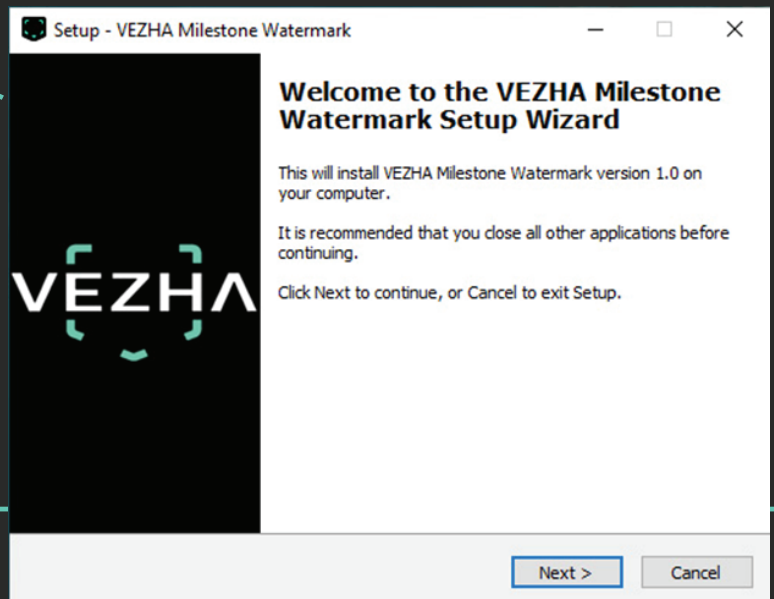 Setup - VEZHA Milestone Watermark
Welcome to the VEZHA Milestone
Watermark Setup Wizard
This will install VEZHA Milestone Watermark version 1.0 on
your computer.
It is recommended that you close all other applications before
continuing.
Click Next to continue, or Cancel to exit Setup.
VEZHA
Next >
Cancel